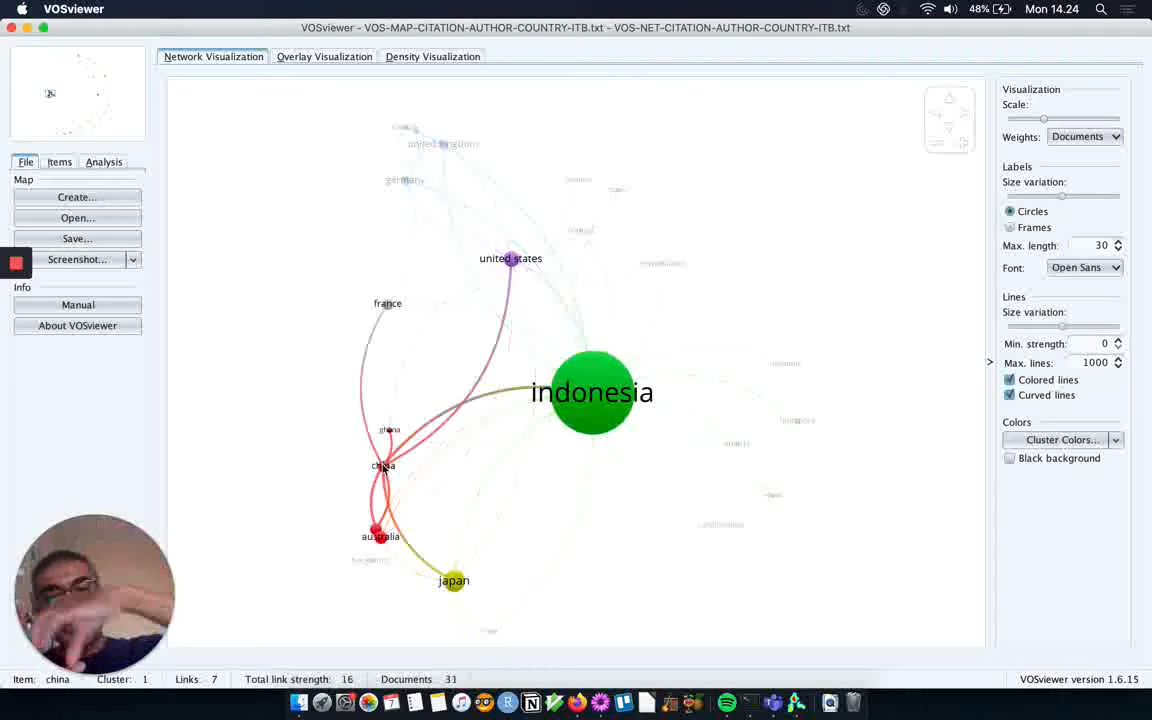 VOSviewer
48%
Mon 14.24
VOSviewer - VOS-MAP-CITATION-AUTHOR-COUNTRY-ITB.txt - VOS-NET-CITATION-AUTHOR-COUNTRY-ITB.txt
Network Visualization
Overlay Visualization
Density Visualization
File
Items
Analysis
Map
Create...
Open...
Save...
Screenshot...
Info
Manual
About VOSviewer
united kingdom
germany
united states
france
indonesia
ghana
china
australia
japan
Visualization
Scale:
Weights:
Documents
Labels
Size variation:
Circles
Frames
Max. length:
30
Font:
Open Sans
Lines
Size variation:
Min. strength:
0
Max. lines:
1000
Colored lines
Curved lines
Colors
Cluster Colors...
Black background
>
Item: china
Cluster: 1
Links: 7
Total link strength: 16
Documents 31
VOSviewer version 1.6.15